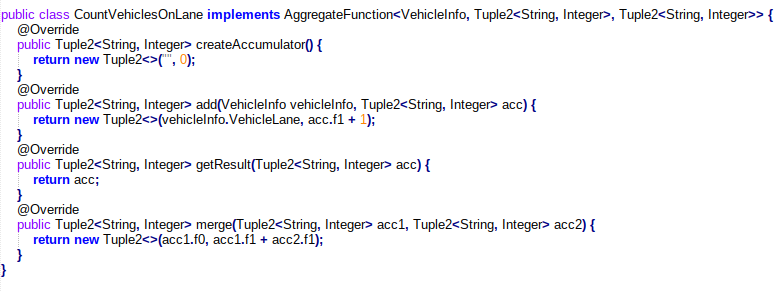 public class CountVehiclesOnLane implements AggregateFunction<VehicleInfo, Tuple2<String, Integer>, Tuple2<String, Integer>> {
@Override
public Tuple2<String, Integer> createAccumulator() {
return new Tuple2<>("", 0);
}
@Override
public Tuple2<String, Integer> add(VehicleInfo vehicleInfo, Tuple2<String, Integer> acc) {
return new Tuple2<>(vehicleInfo.VehicleLane, acc.f1 + 1);
}
@Override
public Tuple2<String, Integer> getResult(Tuple2<String, Integer> acc) {
return acc;
}
@Override
public Tuple2<String, Integer> merge(Tuple2<String, Integer> acc1, Tuple2<String, Integer> acc2) {
return new Tuple2<>(acc1.f0, acc1.f1 + acc2.f1);
}
}